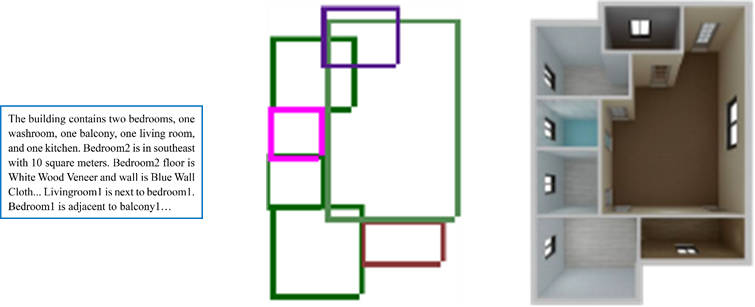 The building contains two bedrooms, one
washroom, one balcony, one living room,
and one kitchen. Bedroom2 is in southeast
with 10 square meters. Bedroom2 floor is
White Wood Veneer and wall is Blue Wall
Cloth... Livingroom1 is next to bedroom1.
Bedroom1 is adjacent to balcony1…